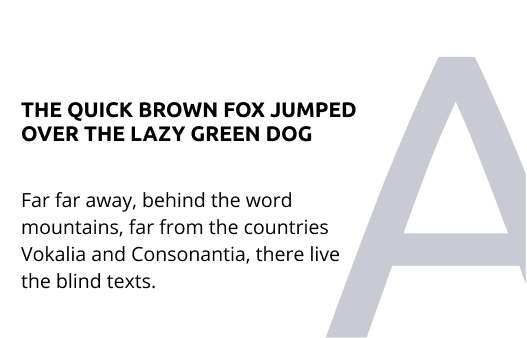 THE QUICK BROWN FOX JUMPED
OVER THE LAZY GREEN DOG
Far far away, behind the word
mountains, far from the countries
Vokalia and Consonantia, there live
the blind texts.
A